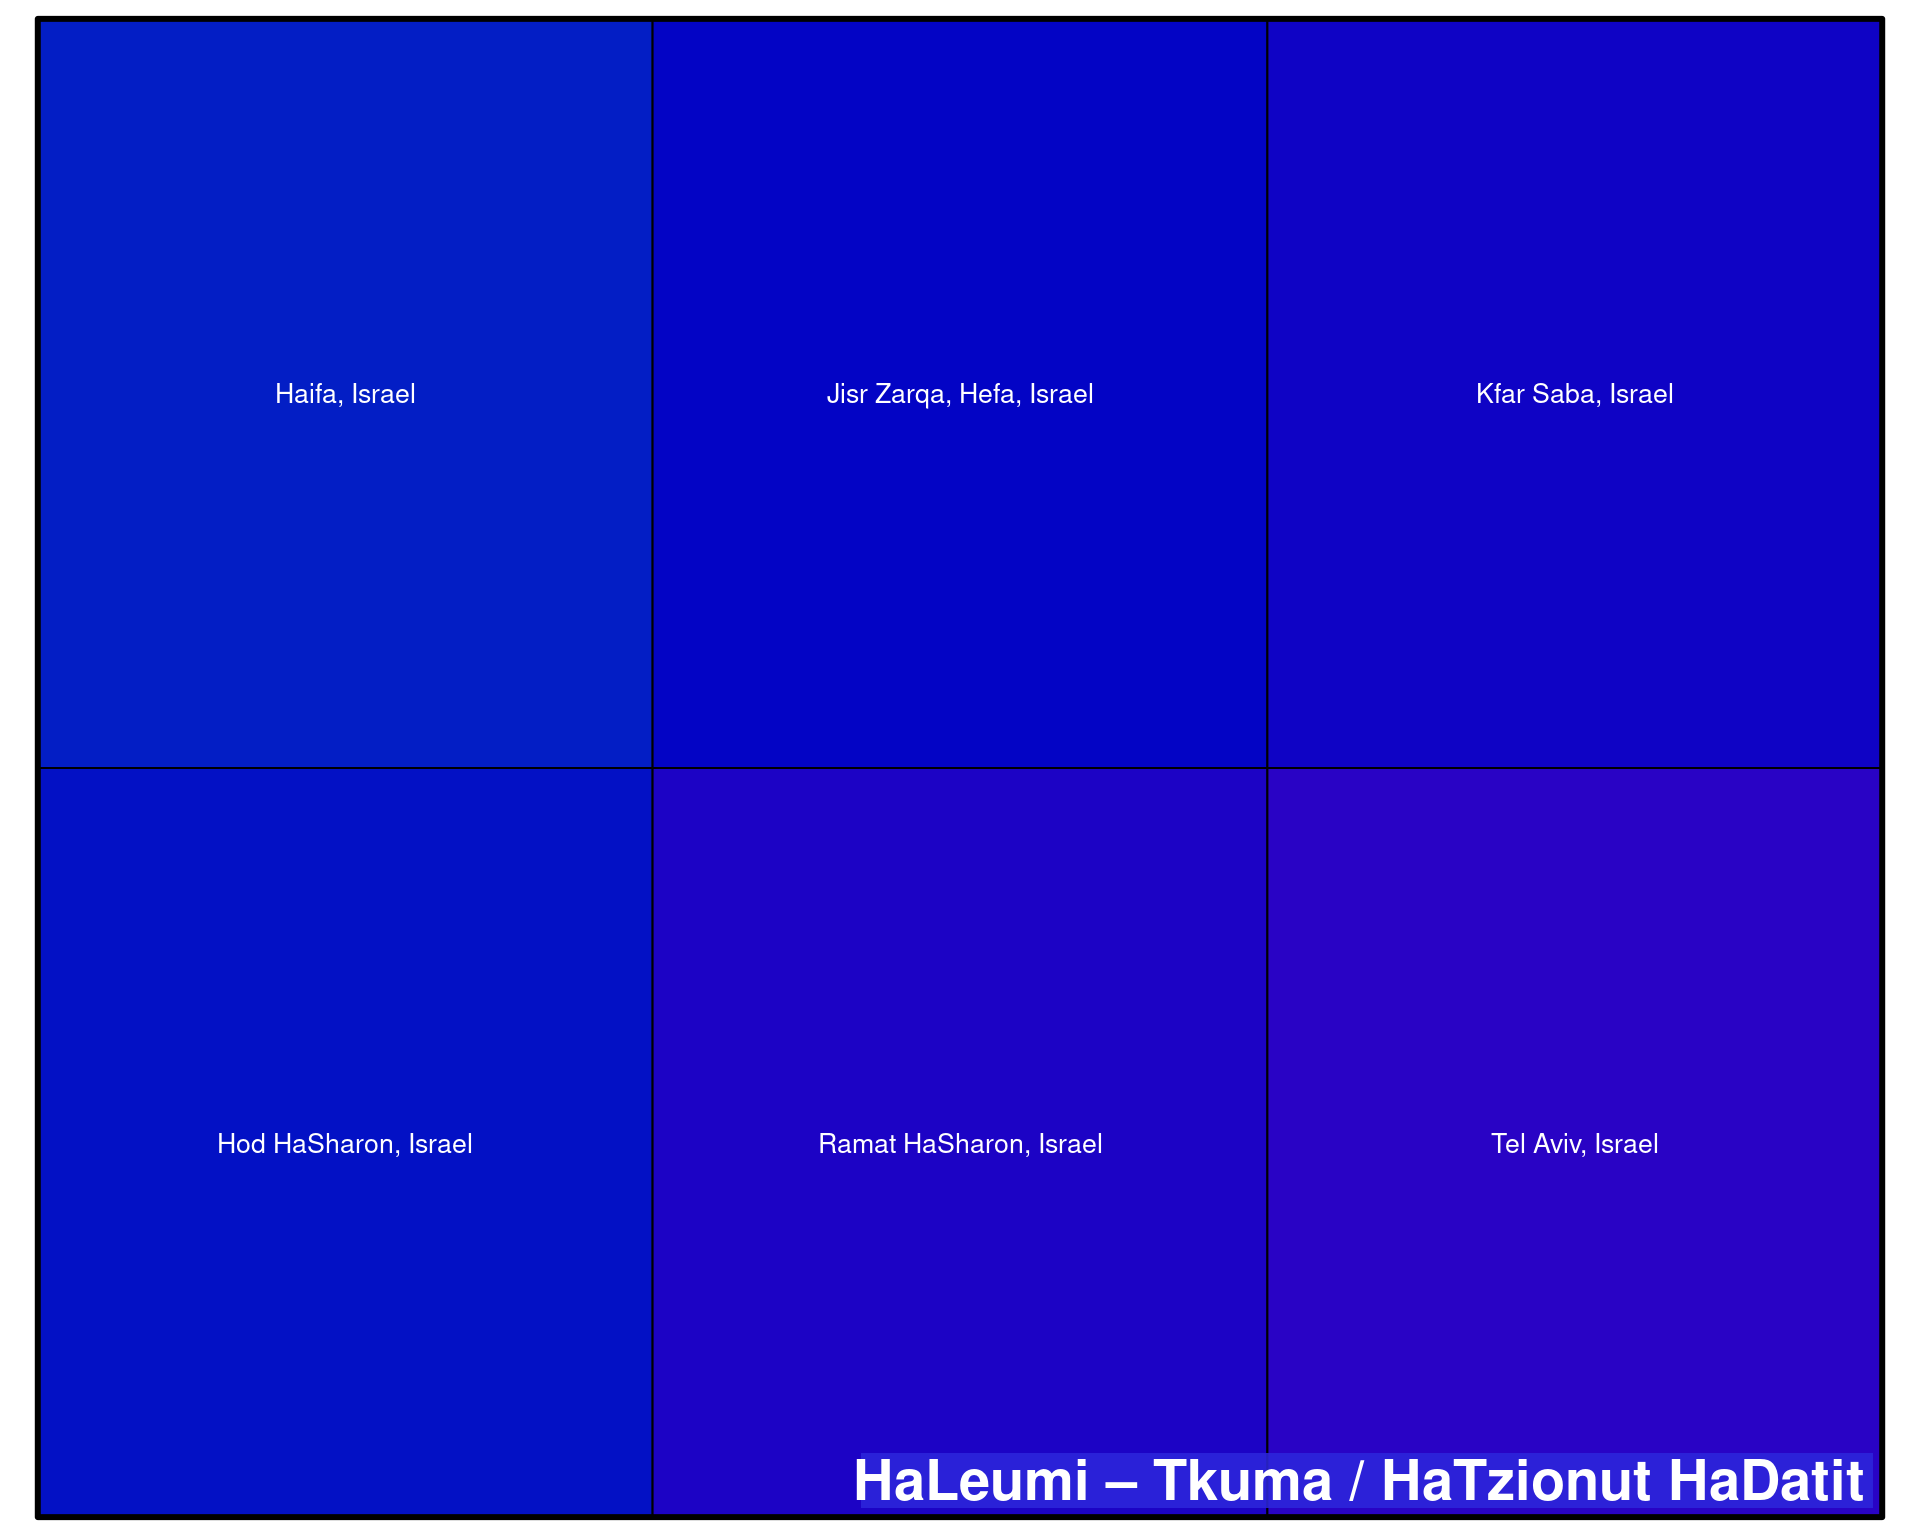 Haifa, Israel
Jisr Zarqa, Hefa, Israel
Kfar Saba, Israel
Hod HaSharon, Israel
Ramat HaSharon, Israel
Tel Aviv, Israel
HaLeumi – Tkuma / HaTzionut HaDatit